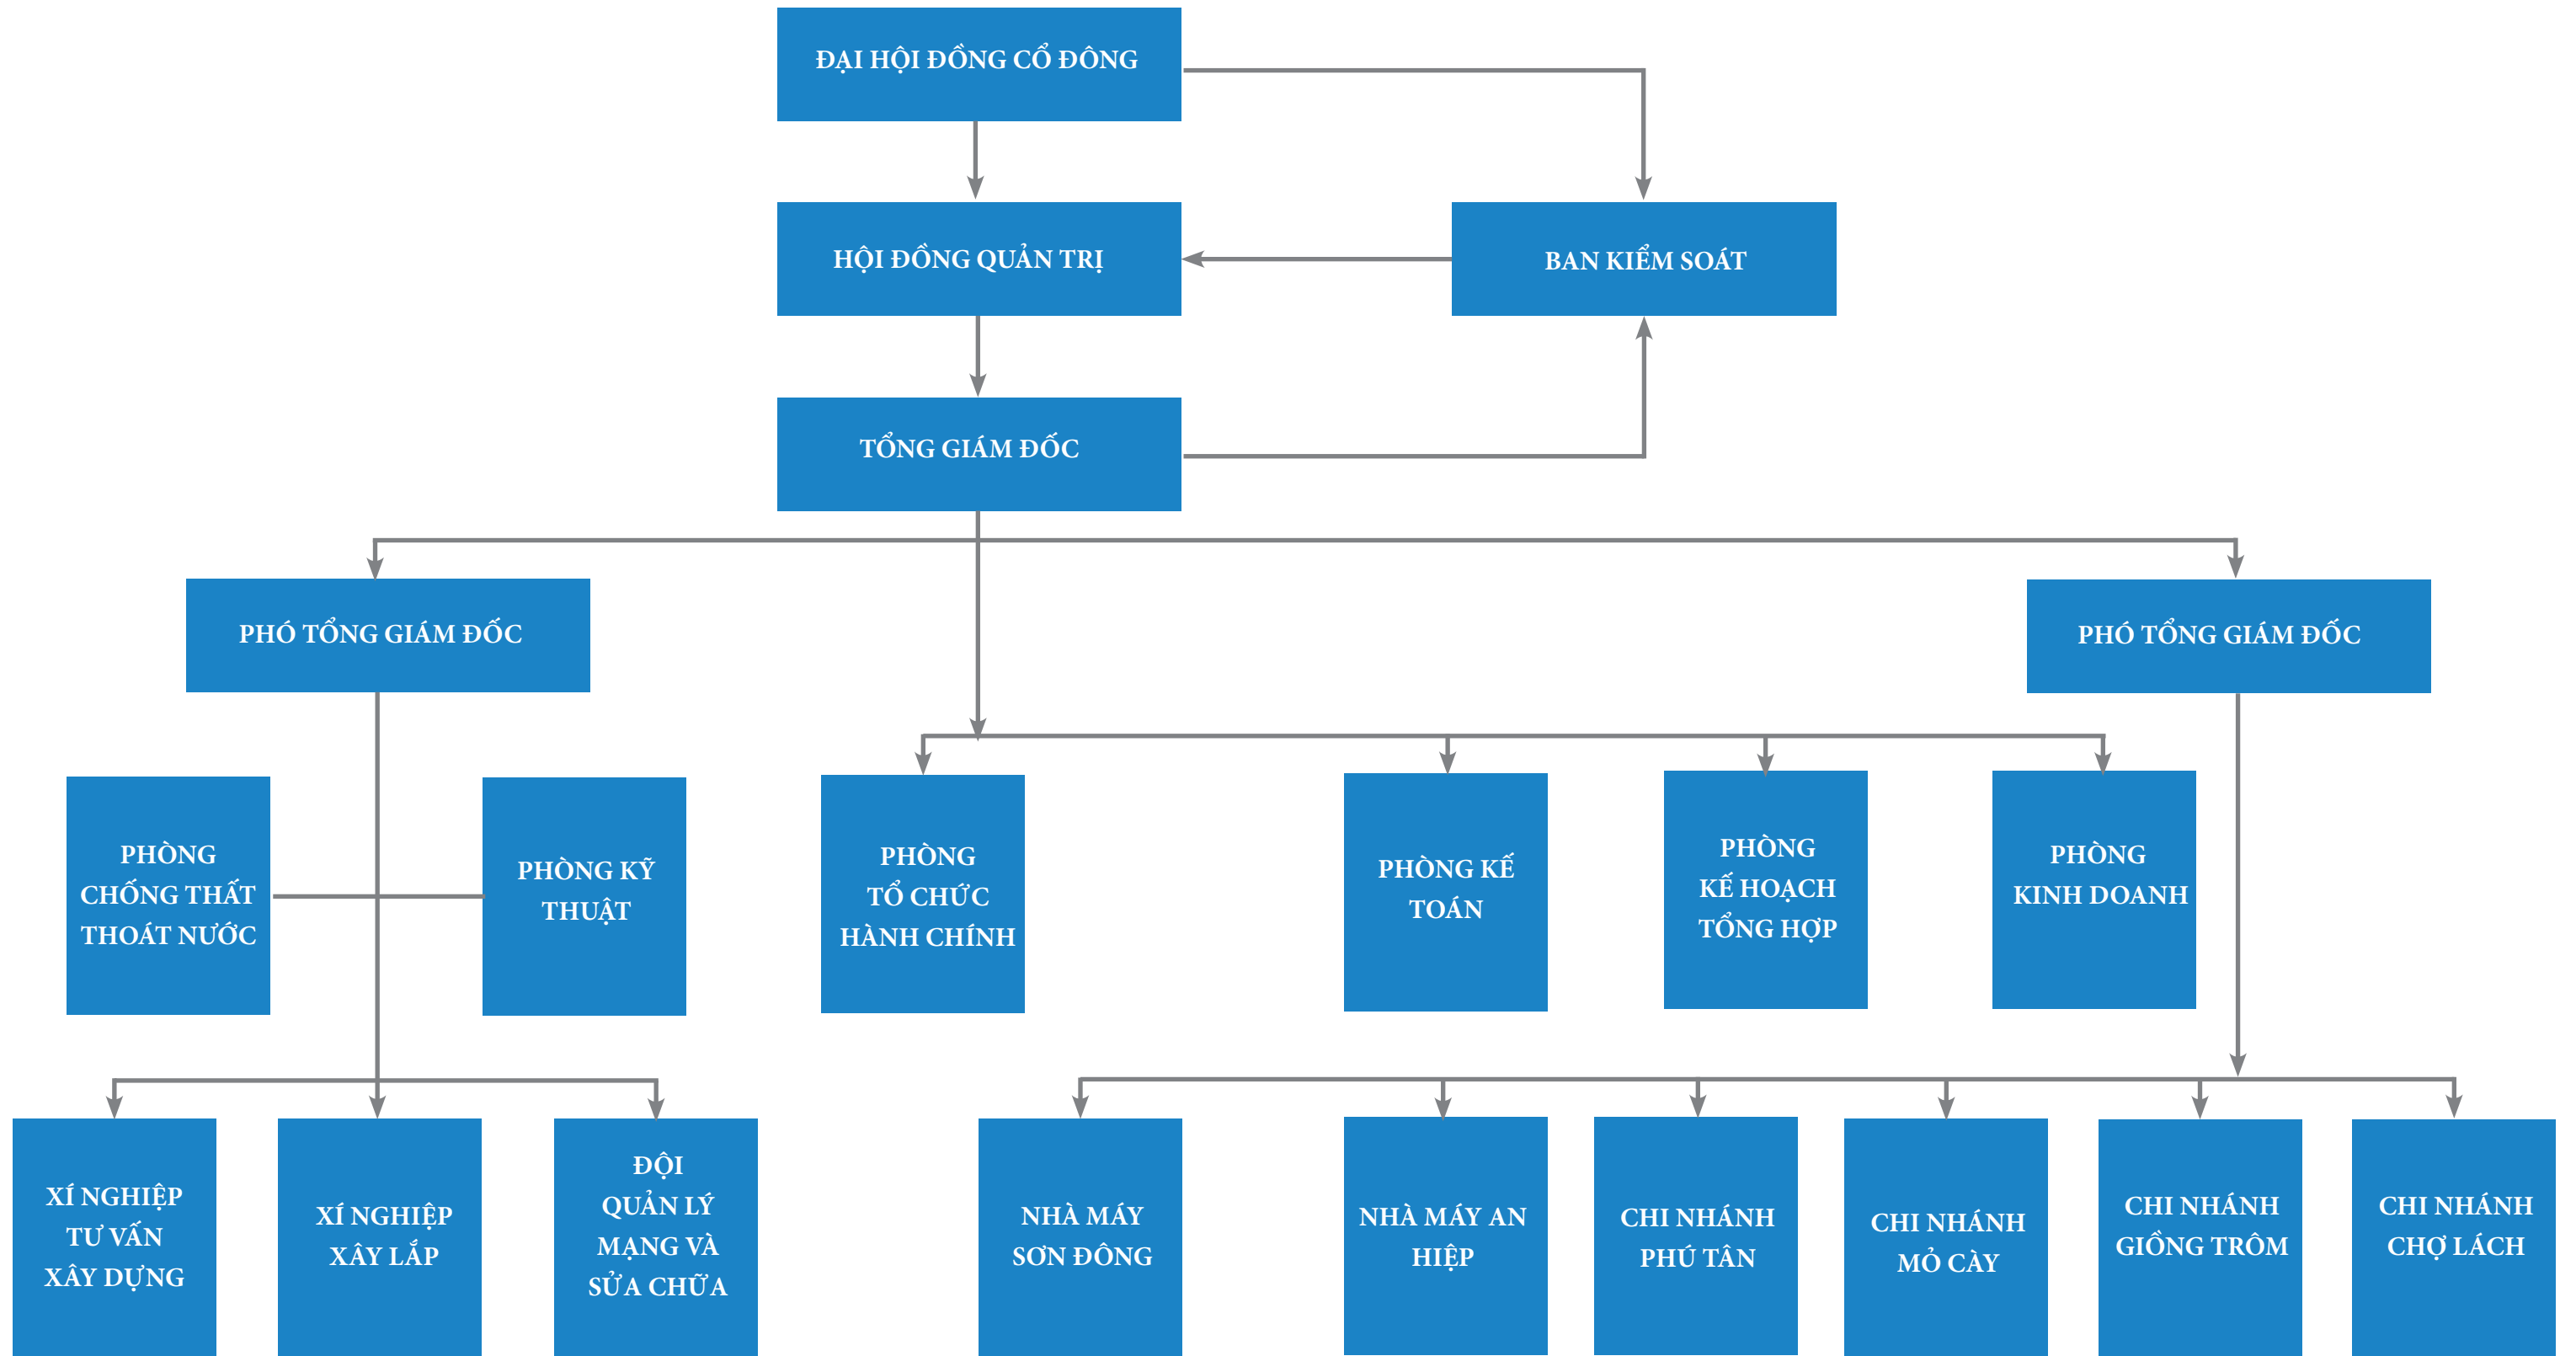 ĐẠI HỘI ĐỒNG CỔ ĐÔNG
HỘI ĐỒNG QUẢN TRỊ
BAN KIỂM SOÁT
TỔNG GIÁM ĐỐC
PHÓ TỔNG GIÁM ĐỐC
PHÓ TỔNG GIÁM ĐỐC
PHÒNG
CHỐNG THẤT
THOÁT NƯỚC
PHÒNG KỸ
THUẬT
PHÒNG
TỔ CHỨC
HÀNH CHÍNH
PHÒNG KẾ
TOÁN
PHÒNG
KẾ HOẠCH
TỔNG HỢP
PHÒNG
KINH DOANH
XÍ NGHIỆP
TƯ VẤN
XÂY DỰNG
XÍ NGHIỆP
XÂY LẮP
ĐỘI
QUẢN LÝ
MẠNG VÀ
SỬA CHỮA
NHÀ MÁY
SƠN ĐÔNG
NHÀ MÁY AN
HIỆP
CHI NHÁNH
PHÚ TÂN
CHI NHÁNH
MỎ CÀY
CHI NHÁNH
GIỒNG TRÔM
CHI NHÁNH
CHỢ LÁCH